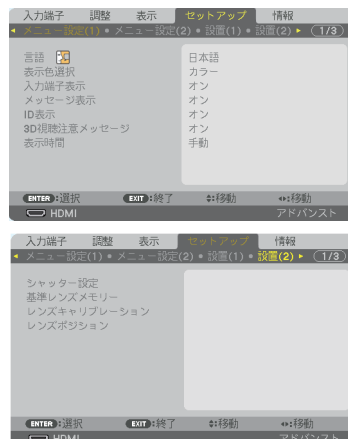 入力端子 調整 表示 セットアップ 情報
メニュー設定(1) ● メニュー設定(2) ● 設置(1) ● 設置(2) (1/3)
言語
日本語
表示色選択
カラー
入力端子表示
オン
メッセージ表示
オン
ID表示
オン
3D視聴注意メッセージ
オン
表示時間
手動
ENTER :選択 EXIT :終了 :移動 :移動
HDMI アドバンスト
入力端子 調整 表示 セットアップ 情報
メニュー設定(1) ● メニュー設定(2) ● 設置(1) ● 設置(2) (1/3)
シャッター設定
基準レンズメモリー
レンズキャリブレーション
レンズポジション
ENTER :選択 EXIT :終了 :移動 :移動
HDMI アドバンスト